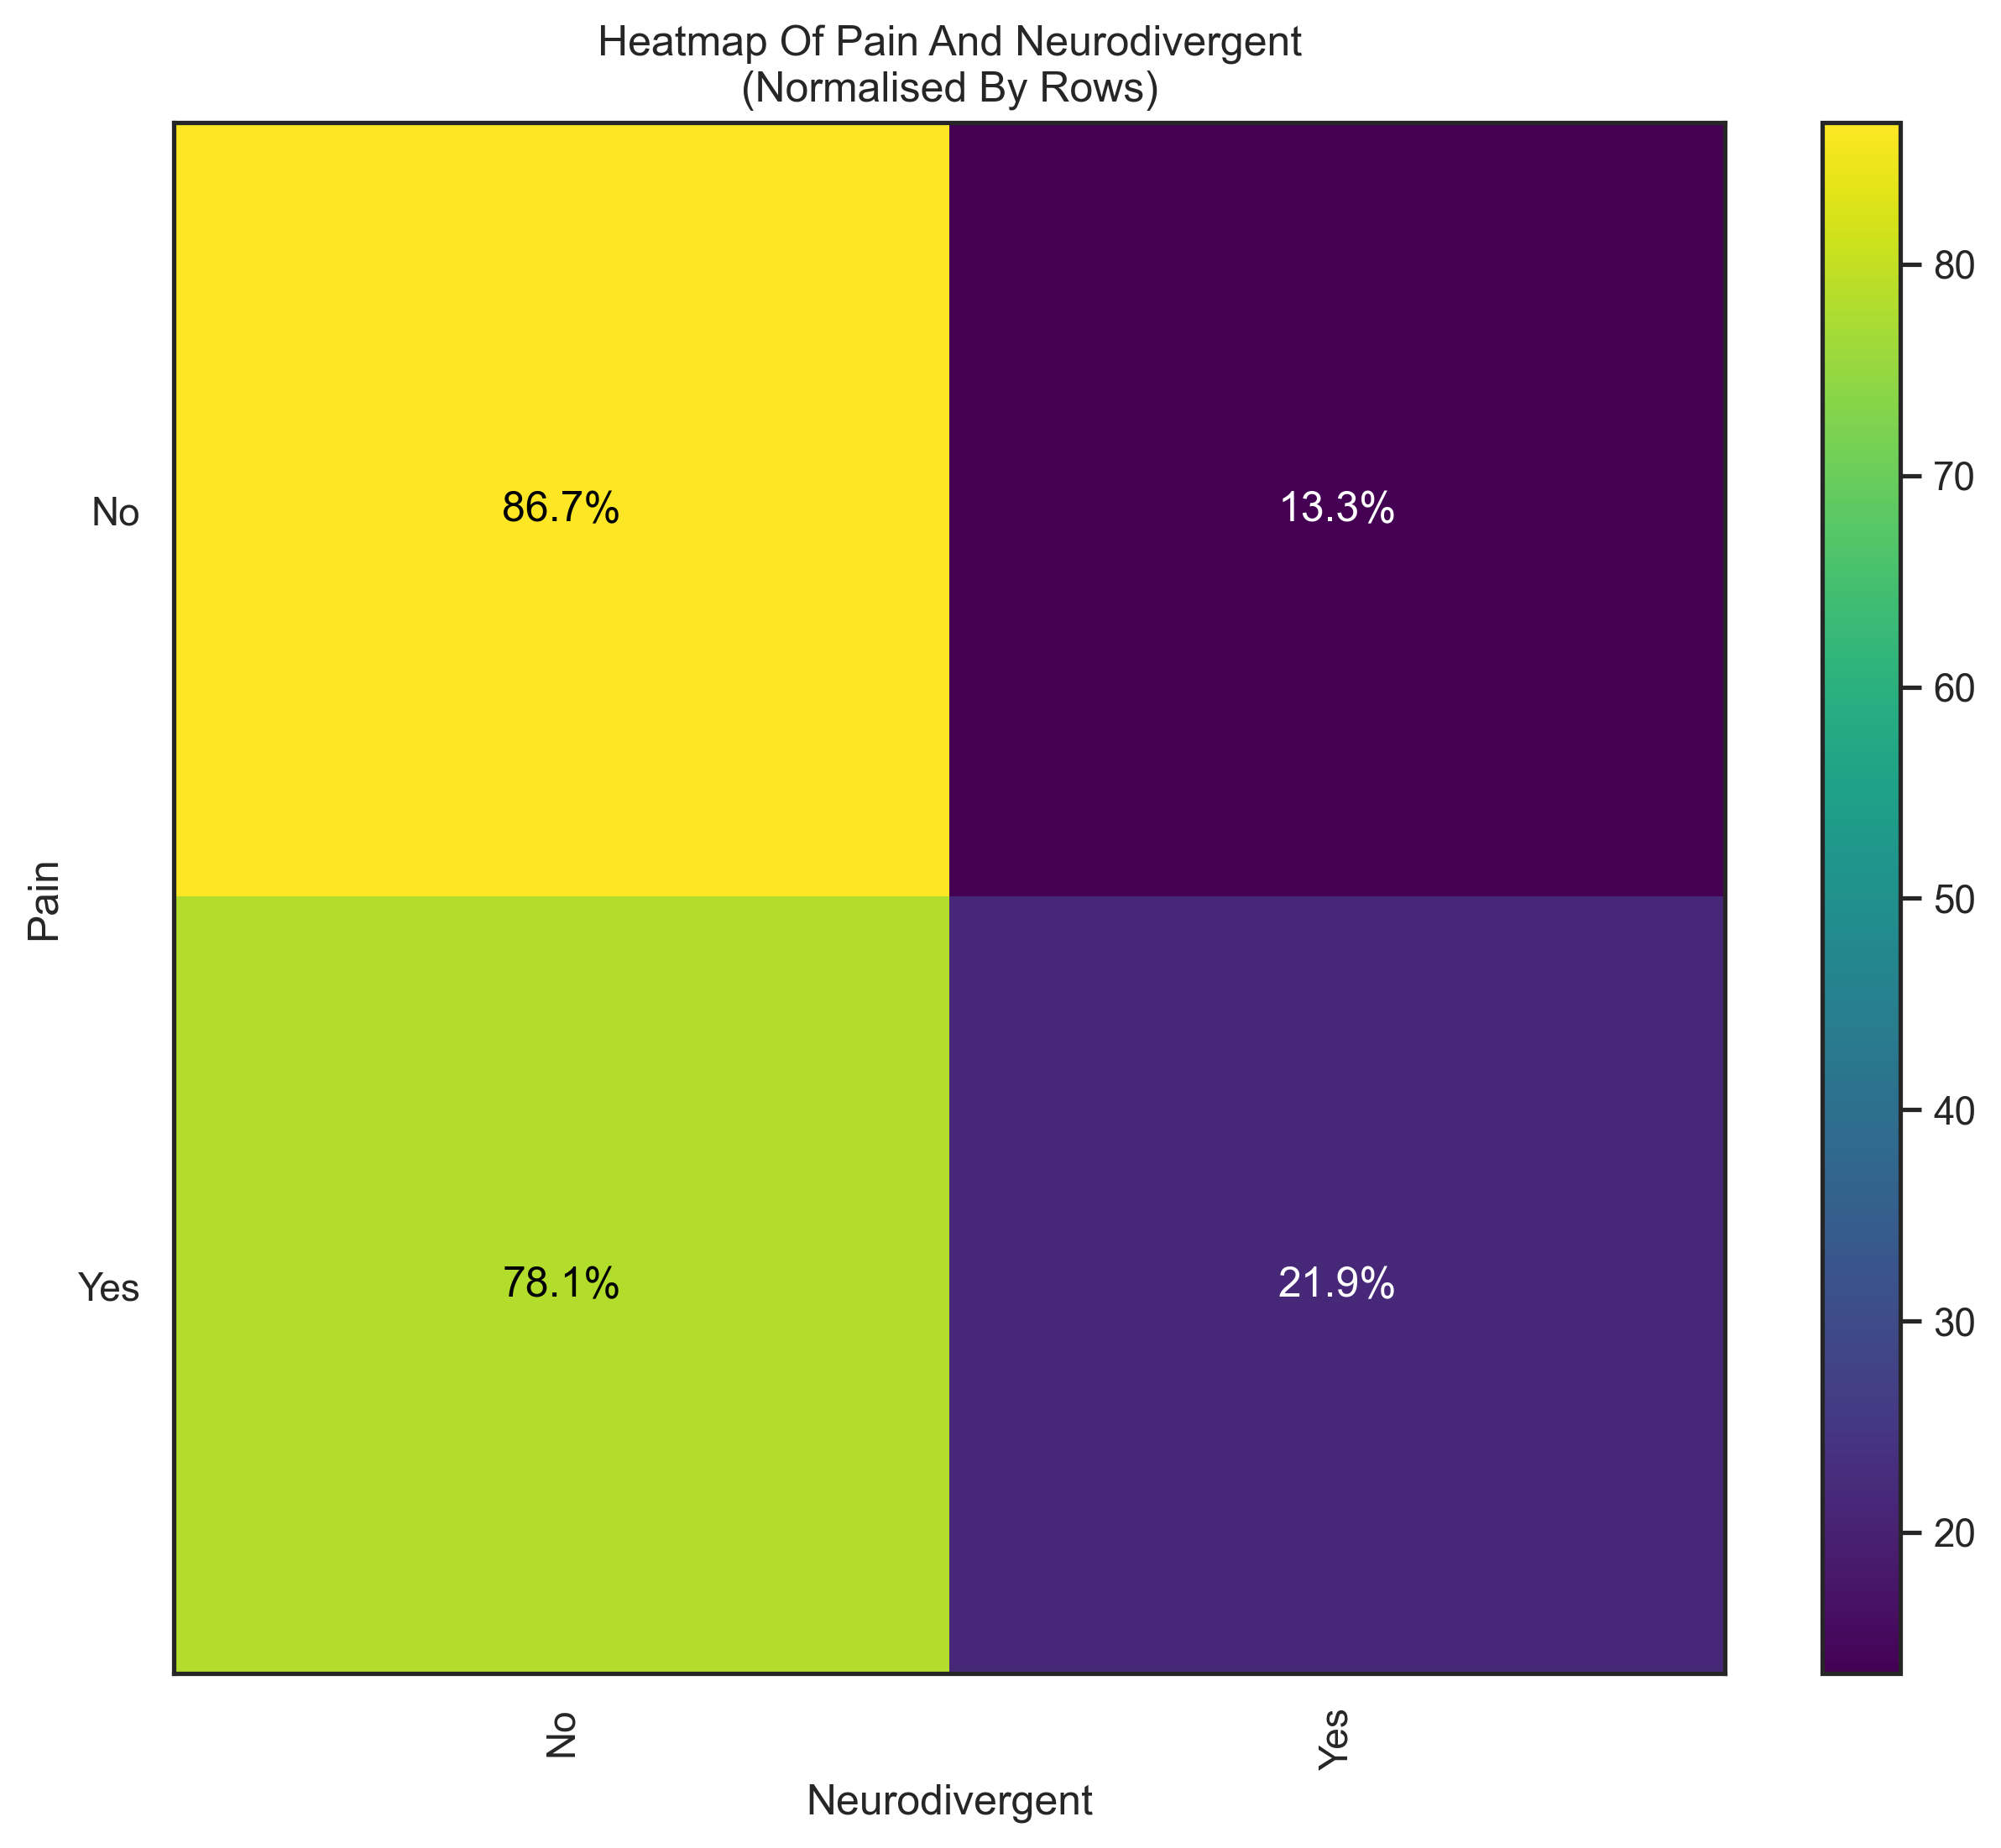 Heatmap Of Pain And Neurodivergent
(Normalised By Rows)
80
70
60
50
40
30
20
Pain
No
86.7%
13.3%
Yes
78.1%
21.9%
No
Yes
Neurodivergent